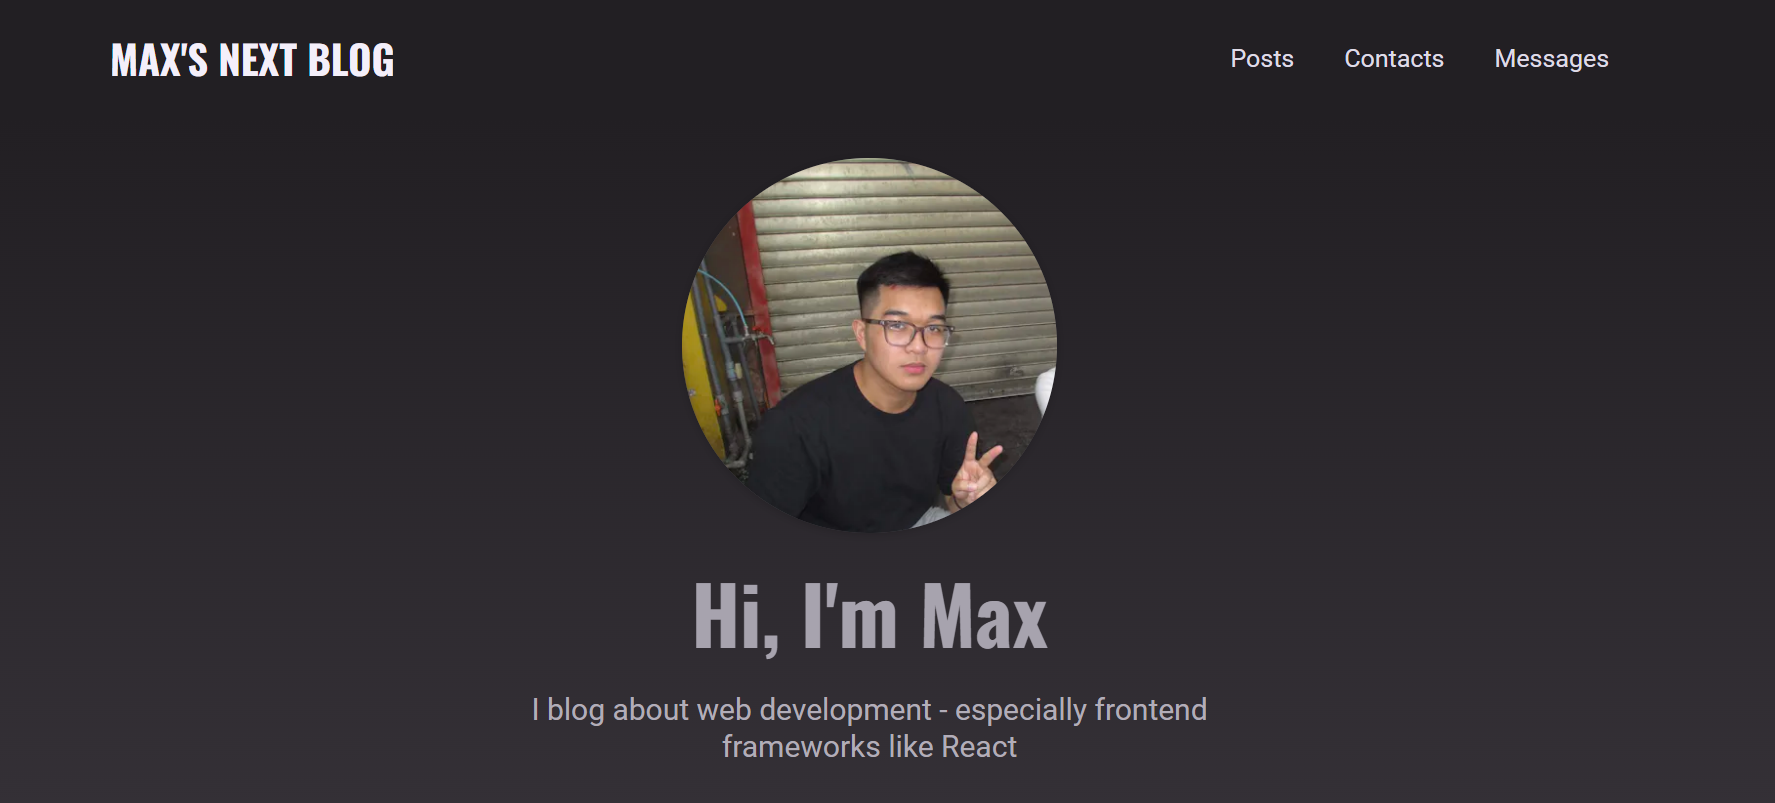 MAX'S NEXT BLOG
Posts
Contacts
Messages
Hi, I'm Max
I blog about web development - especially frontend
frameworks like React